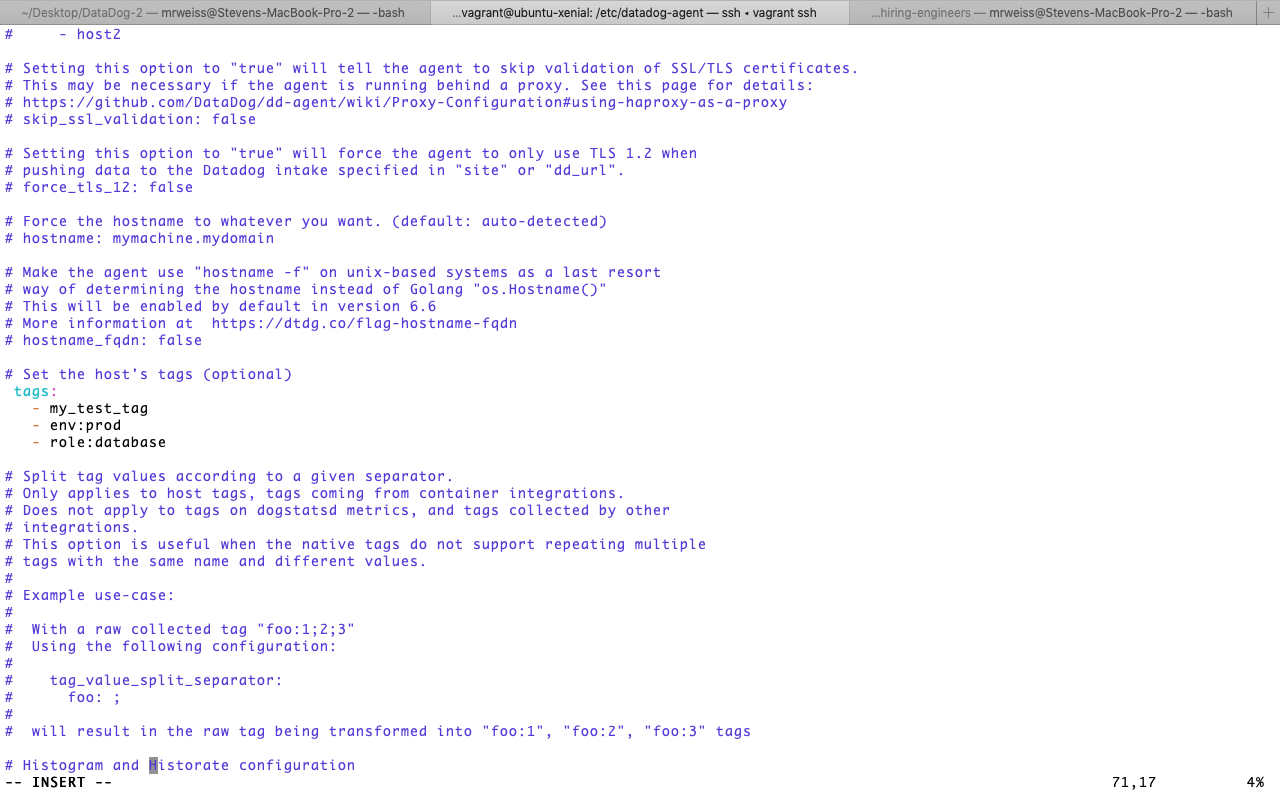 ~/Desktop/DataDog-2 — mrweiss@Stevens-MacBook-Pro-2 — -bash
...vagrant@ubuntu-xenial: /etc/datadog-agent — ssh ◂ vagrant ssh
...hiring-engineers — mrweiss@Stevens-MacBook-Pro-2 — -bash
+
#     - host2
# Setting this option to "true" will tell the agent to skip validation of SSL/TLS certificates.
# This may be necessary if the agent is running behind a proxy. See this page for details:
# https://github.com/DataDog/dd-agent/wiki/Proxy-Configuration#using-haproxy-as-a-proxy
# skip_ssl_validation: false
# Setting this option to "true" will force the agent to only use TLS 1.2 when
# pushing data to the Datadog intake specified in "site" or "dd_url".
# force_tls_12: false
# Force the hostname to whatever you want. (default: auto-detected)
# hostname: mymachine.mydomain
# Make the agent use "hostname -f" on unix-based systems as a last resort
# way of determining the hostname instead of Golang "os.Hostname()"
# This will be enabled by default in version 6.6
# More information at  https://dtdg.co/flag-hostname-fqdn
# hostname_fqdn: false
# Set the host's tags (optional)
 tags:
   - my_test_tag
   - env:prod
   - role:database
# Split tag values according to a given separator.
# Only applies to host tags, tags coming from container integrations.
# Does not apply to tags on dogstatsd metrics, and tags collected by other
# integrations.
# This option is useful when the native tags do not support repeating multiple
# tags with the same name and different values.
#
# Example use-case:
#
#  With a raw collected tag "foo:1;2;3"
#  Using the following configuration:
#
#    tag_value_split_separator:
#      foo: ;
#
#  will result in the raw tag being transformed into "foo:1", "foo:2", "foo:3" tags
# Histogram and Historate configuration
-- INSERT -- 71,17 4%